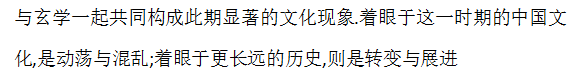 与玄学一起共同构成此期显著的文化现象.着眼于这一时期的中国文
化,是动荡与混乱;着眼于更长远的历史,则是转变与展进